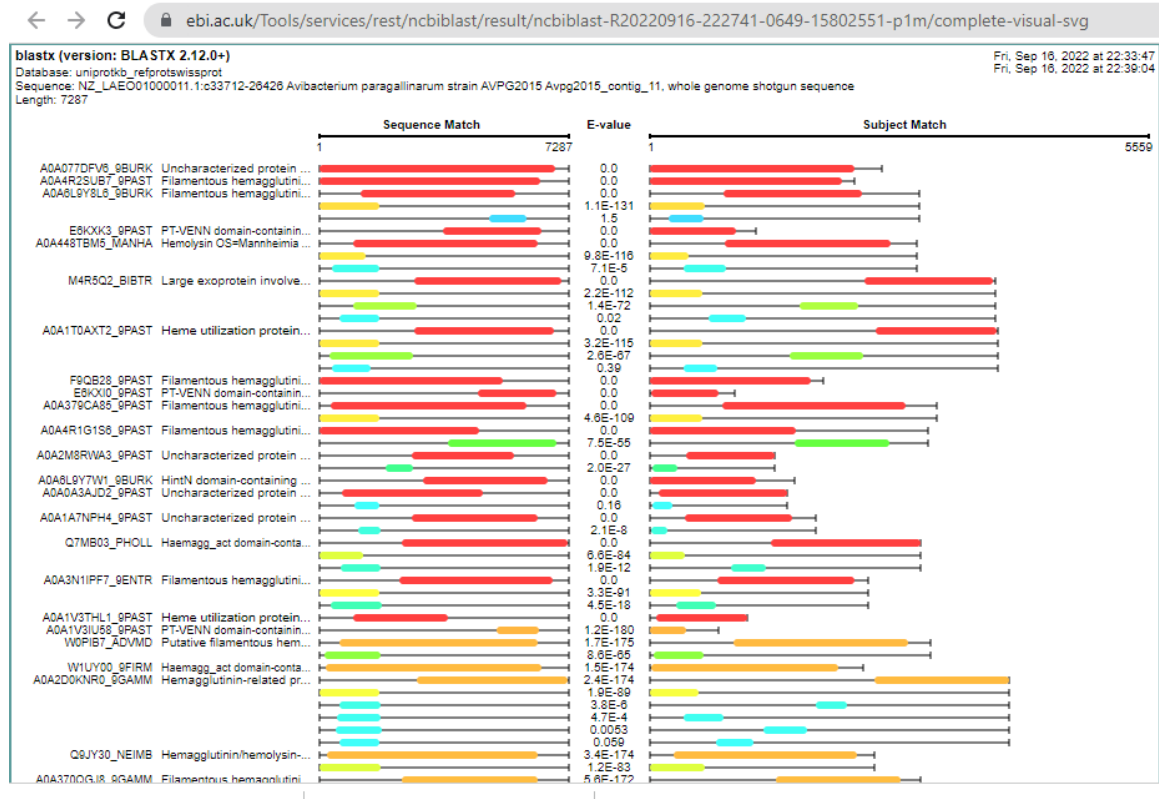 ebi.ac.uk/Tools/services/rest/ncbiblast/result/ncbiblast-R20220916-222741-0649-15802551-p1m/complete-visual-svg
blastx (version: BLASTX 2.12.0+) Fri, Sep 16, 2022 at 22:33:47
Database: uniprotkb_refprotswissprot Fri, Sep 16, 2022 at 22:39:04
Sequence: NZ_LAEO01000011.1:c33712-26426 Avibacterium paragallinarum strain AVPG2015 Avpg2015_contig_11, whole genome shotgun sequence
Length: 7287
Sequence Match E-value Subject Match
1 7287 1 5559
A0A077DFV6_9BURK Uncharacterized protein ... 0.0
A0A4R2SUB7_9PAST Filamentous hemagglutini... 0.0
A0A6L9Y8L6_9BURK Filamentous hemagglutini... 0.0
1.1E-131
1.5
E6KXK3_9PAST PT-VENN domain-containin... 0.0
A0A448TBM5_MANHA Hemolysin OS=Mannheimia ... 0.0
9.8E-116
7.1E-5
M4R5Q2_BIBTR Large exoprotein involve... 0.0
2.2E-112
1.4E-72
0.02
A0A1T0AXT2_9PAST Heme utilization protein... 0.0
3.2E-115
2.6E-67
0.39
F9QB28_9PAST Filamentous hemagglutini... 0.0
E6KXI0_9PAST PT-VENN domain-containin... 0.0
A0A379CA85_9PAST Filamentous hemagglutini... 0.0
4.6E-109
A0A4R1G1S6_9PAST Filamentous hemagglutini... 0.0
7.5E-55
A0A2M8RWA3_9PAST Uncharacterized protein ... 0.0
2.0E-27
A0A6L9Y7W1_9BURK HintN domain-containing ... 0.0
A0A0A3AJD2_9PAST Uncharacterized protein ... 0.0
0.16
A0A1A7NPH4_9PAST Uncharacterized protein ... 0.0
2.1E-8
Q7MB03_PHOLL Haemagg_act domain-conta... 0.0
6.6E-84
1.9E-12
A0A3N1IPF7_9ENTR Filamentous hemagglutini... 0.0
3.3E-91
4.5E-18
A0A1V3THL1_9PAST Heme utilization protein... 0.0
A0A1V3IU58_9PAST PT-VENN domain-containin... 1.2E-180
W0PIB7_ADVMD Putative filamentous hem... 1.7E-175
8.6E-65
W1UY00_9FIRM Haemagg_act domain-conta... 1.5E-174
A0A2D0KNR0_9GAMM Hemagglutinin-related pr... 2.4E-174
1.9E-89
3.8E-6
4.7E-4
0.0053
0.059
Q9JY30_NEIMB Hemagglutinin/hemolysin-... 3.4E-174
1.2E-83
A0A370QGJ8_9GAMM Filamentous hemagglutini... 5.6E-172